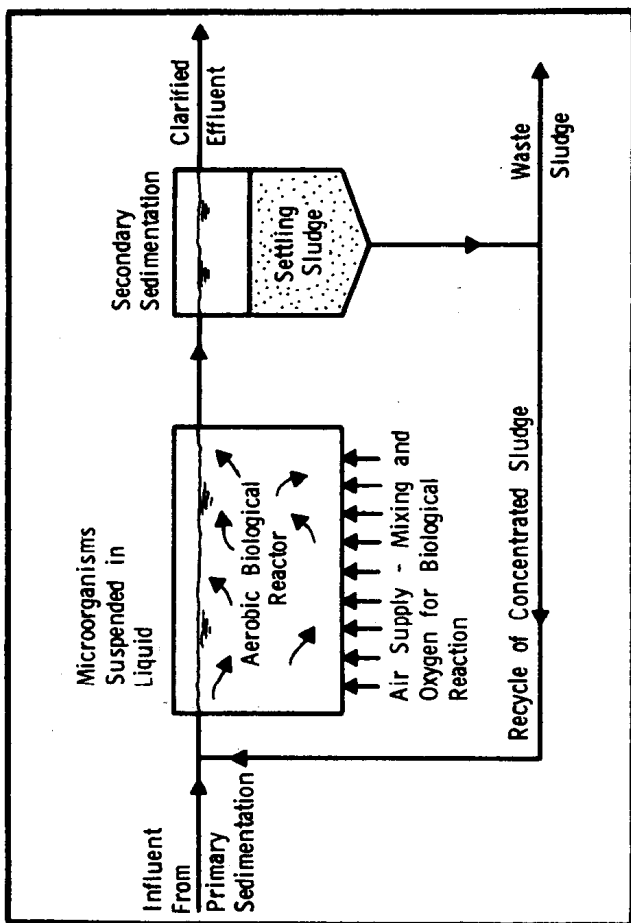 Microorganisms
Suspended in
Liquid
Secondary
Sedimentation
Influent
From
Primary
Sedimentation
Aerobic Biological
Reactor
Settling
Sludge
Clarified
Effluent
Air Supply - Mixing and
Oxygen for Biological
Reaction
Recycle of Concentrated Sludge
Waste
Sludge